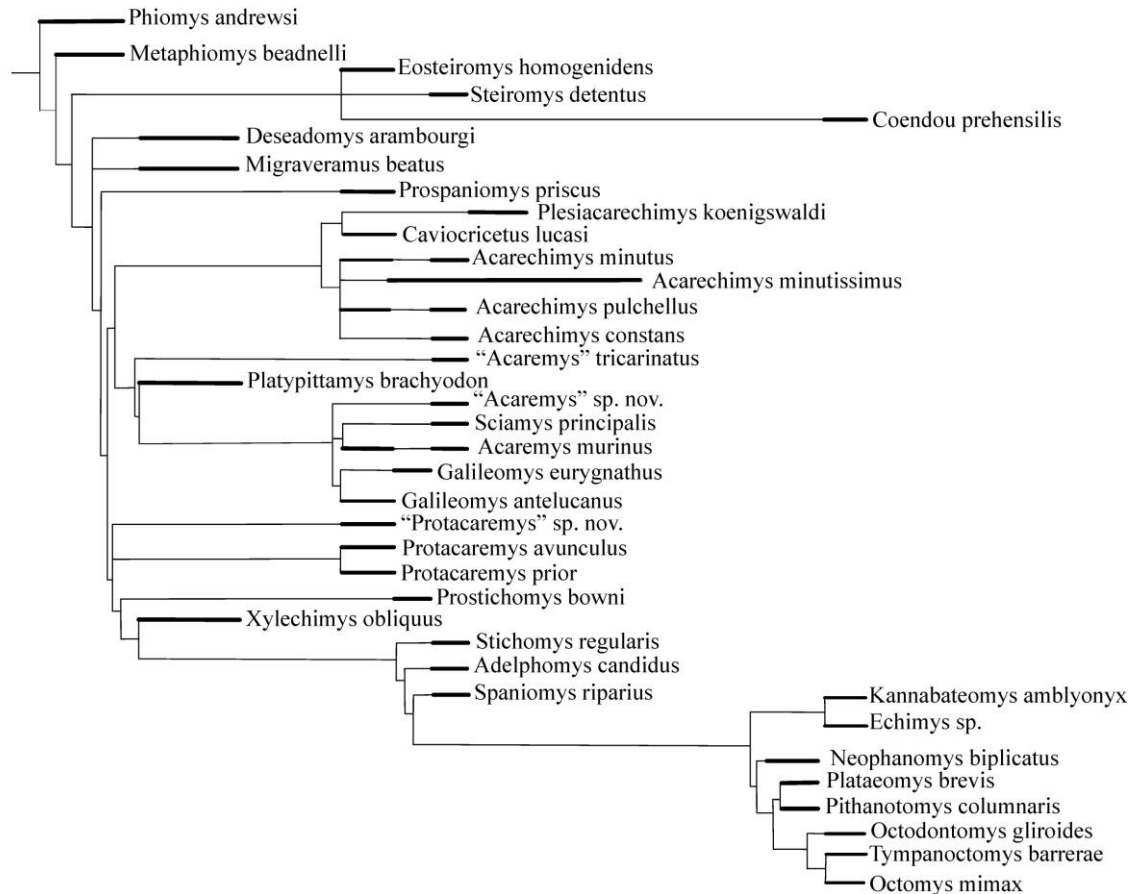 Phiomys andrewsi
Metaphiomys beadnelli
Eosteiromys homogenidens
Steiromys detentus
Coendou prehensilis
Deseadomys arambourgi
Migraveramus beatus
Prospaniomys priscus
Plesiacarechimys koenigswaldi
Caviocricetus lucasi
Acarechimys minutus
Acarechimys minutissimus
Acarechimys pulchellus
Acarechimys constans
“Acaremys” tricarinatus
Platypittamys brachyodon
“Acaremys” sp. nov.
Sciamys principalis
Acaremys murinus
Galileomys eurygnathus
Galileomys antelucanus
“Protacaremys” sp. nov.
Protacaremys avunculus
Protacaremys prior
Prostichomys bowni
Xylechimys obliquus
Stichomys regularis
Adelphomys candidus
Spaniomys riparius
Kannabateomys amblyonyx
Echimys sp.
Neophanomys biplicatus
Plataeomys brevis
Pithanotomys columnaris
Octodontomys gliroides
Tympanoctomys barrerae
Octomys mimax